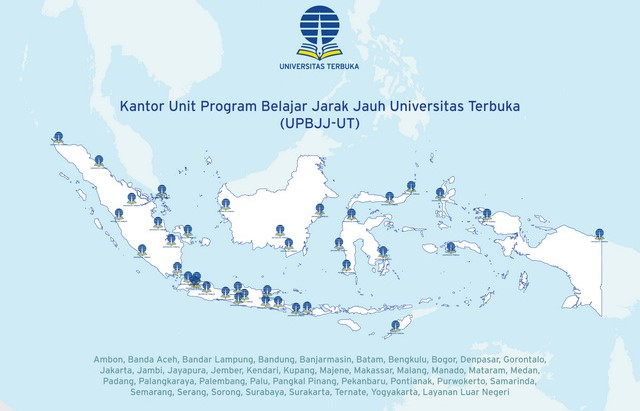 UNIVERSITAS TERBUKA
Kantor Unit Program Belajar Jarak Jauh Universitas Terbuka
(UPBJJ-UT)
Ambon, Banda Aceh, Bandar Lampung, Bandung, Banjarmasin, Batam, Bengkulu, Bogor, Denpasar, Gorontalo,
Jakarta, Jambi, Jayapura, Jember, Kendari, Kupang, Majene, Makassar, Malang, Manado, Mataram, Medan,
Padang, Palangkaraya, Palembang, Palu, Pangkal Pinang, Pekanbaru, Pontianak, Purwokerto, Samarinda,
Semarang, Serang, Sorong, Surabaya, Surakarta, Ternate, Yogyakarta, Layanan Luar Negeri